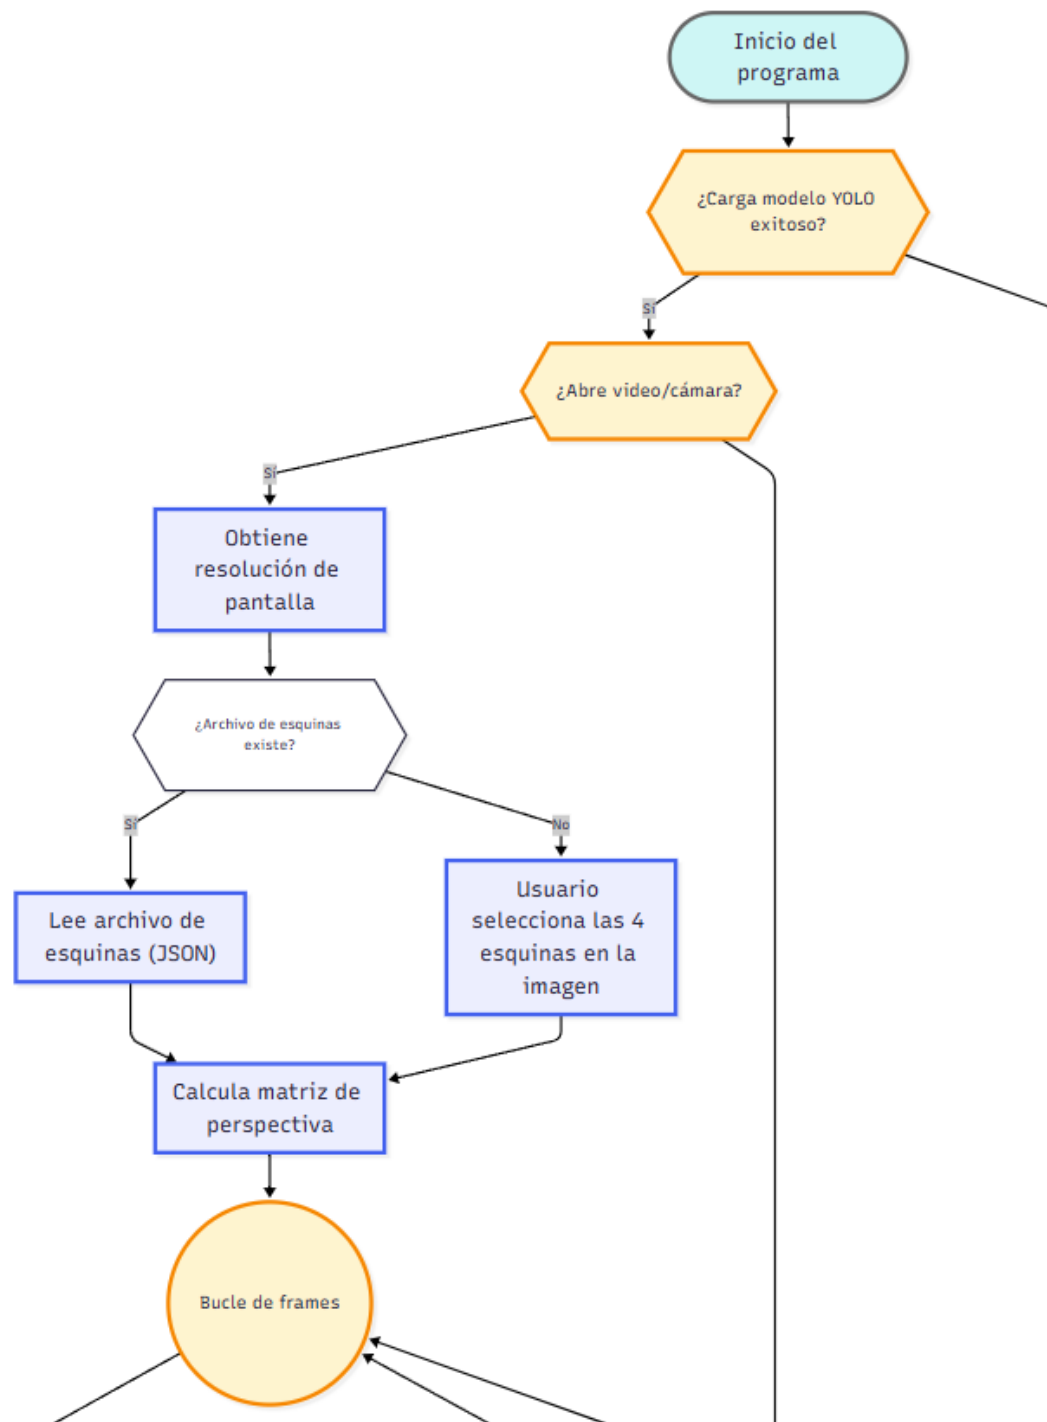 Inicio del
programa
¿Carga modelo YOLO
exitoso?
Sí
¿Abre video/cámara?
Sí
Obtiene
resolución de
pantalla
¿Archivo de esquinas
existe?
Sí
No
Lee archivo de
esquinas (JSON)
Usuario
selecciona las 4
esquinas en la
imagen
Calcula matriz de
perspectiva
Bucle de frames